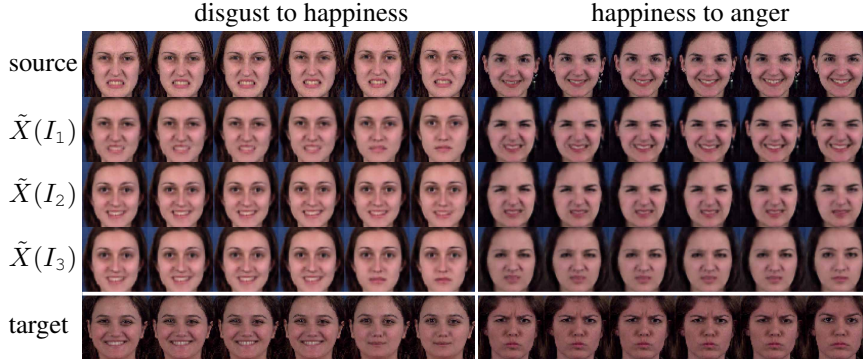 disgust to happiness
happiness to anger
source
X̃(I₁)
X̃(I₂)
X̃(I₃)
target